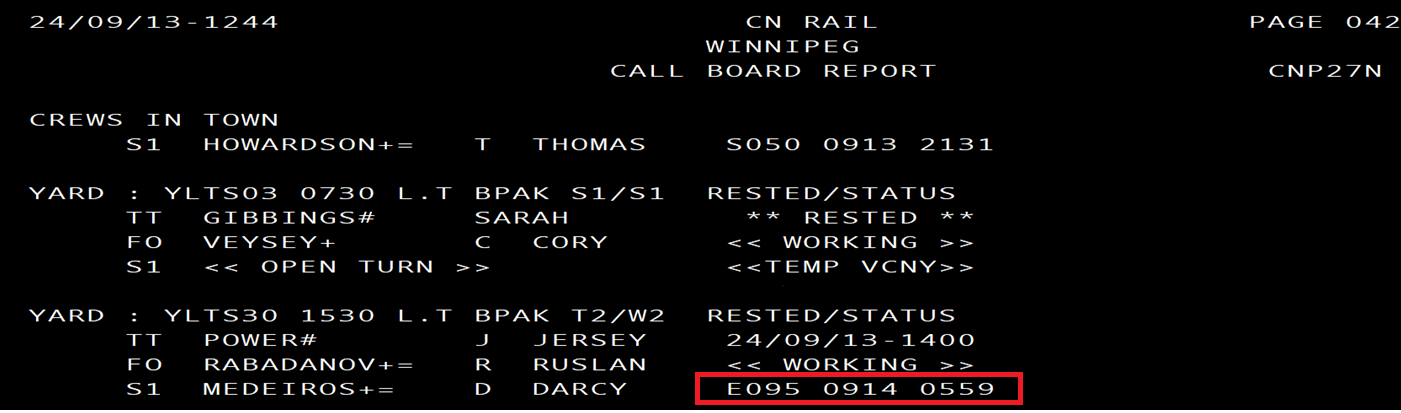 24/09/13-1244 CN RAIL PAGE 042
WINNIPEG
CALL BOARD REPORT CNP27N
CREWS IN TOWN
S1 HOWARDSON+= T THOMAS S050 0913 2131
YARD : YLTS03 0730 L.T BPAK S1/S1 RESTED/STATUS
TT GIBBINGS# SARAH ** RESTED **
FO VEYSEY+ C CORY << WORKING >>
S1 << OPEN TURN >> <<TEMP VCNY>>
YARD : YLTS30 1530 L.T BPAK T2/W2 RESTED/STATUS
TT POWER# J JERSEY 24/09/13-1400
FO RABADANOV+= R RUSLAN << WORKING >>
S1 MEDEIROS+= D DARCY E095 0914 0559